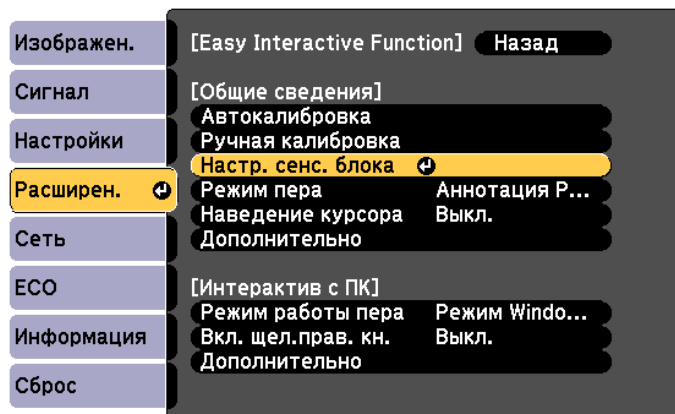 Изображен.
Сигнал
Настройки
Расширен.
Сеть
ECO
Информация
Сброс
[Easy Interactive Function] Назад
[Общие сведения]
Автокалибровка
Ручная калибровка
Настр. сенс. блока
Режим пера Аннотация P...
Наведение курсора Выкл.
Дополнительно
[Интерактив с ПК]
Режим работы пера Режим Windo...
Вкл. щел.прав. кн. Выкл.
Дополнительно